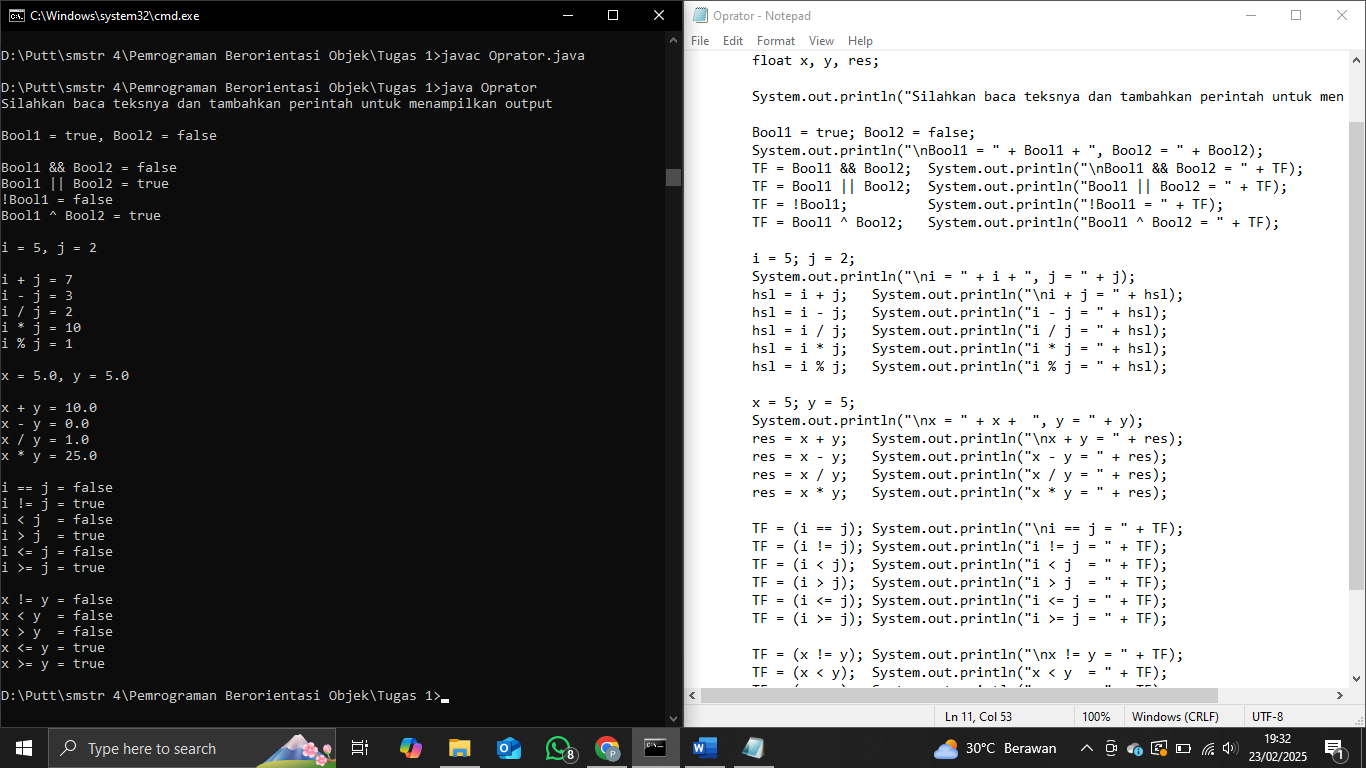 C:\Windows\system32\cmd.exe
D:\Putt\smstr 4\Pemrograman Berorientasi Objek\Tugas 1>javac Oprator.java
D:\Putt\smstr 4\Pemrograman Berorientasi Objek\Tugas 1>java Oprator
Silahkan baca teksnya dan tambahkan perintah untuk menampilkan output
Bool1 = true, Bool2 = false
Bool1 && Bool2 = false
Bool1 || Bool2 = true
!Bool1 = false
Bool1 ^ Bool2 = true
i = 5, j = 2
i + j = 7
i - j = 3
i / j = 2
i * j = 10
i % j = 1
x = 5.0, y = 5.0
x + y = 10.0
x - y = 0.0
x / y = 1.0
x * y = 25.0
i == j = false
i != j = true
i < j  = false
i > j  = true
i <= j = false
i >= j = true
x != y = false
x < y  = false
x > y  = false
x <= y = true
x >= y = true
D:\Putt\smstr 4\Pemrograman Berorientasi Objek\Tugas 1>
Oprator - Notepad
File Edit Format View Help
float x, y, res;
System.out.println("Silahkan baca teksnya dan tambahkan perintah untuk men
Bool1 = true; Bool2 = false;
System.out.println("\nBool1 = " + Bool1 + ", Bool2 = " + Bool2);
TF = Bool1 && Bool2;  System.out.println("\nBool1 && Bool2 = " + TF);
TF = Bool1 || Bool2;  System.out.println("Bool1 || Bool2 = " + TF);
TF = !Bool1;          System.out.println("!Bool1 = " + TF);
TF = Bool1 ^ Bool2;   System.out.println("Bool1 ^ Bool2 = " + TF);
i = 5; j = 2;
System.out.println("\ni = " + i + ", j = " + j);
hsl = i + j;   System.out.println("\ni + j = " + hsl);
hsl = i - j;   System.out.println("i - j = " + hsl);
hsl = i / j;   System.out.println("i / j = " + hsl);
hsl = i * j;   System.out.println("i * j = " + hsl);
hsl = i % j;   System.out.println("i % j = " + hsl);
x = 5; y = 5;
System.out.println("\nx = " + x +  ", y = " + y);
res = x + y;   System.out.println("\nx + y = " + res);
res = x - y;   System.out.println("x - y = " + res);
res = x / y;   System.out.println("x / y = " + res);
res = x * y;   System.out.println("x * y = " + res);
TF = (i == j); System.out.println("\ni == j = " + TF);
TF = (i != j); System.out.println("i != j = " + TF);
TF = (i < j);  System.out.println("i < j  = " + TF);
TF = (i > j);  System.out.println("i > j  = " + TF);
TF = (i <= j); System.out.println("i <= j = " + TF);
TF = (i >= j); System.out.println("i >= j = " + TF);
TF = (x != y); System.out.println("\nx != y = " + TF);
TF = (x < y);  System.out.println("x < y  = " + TF);
Ln 11, Col 53 100% Windows (CRLF) UTF-8
Type here to search
8
30°C Berawan
19:32
23/02/2025
1